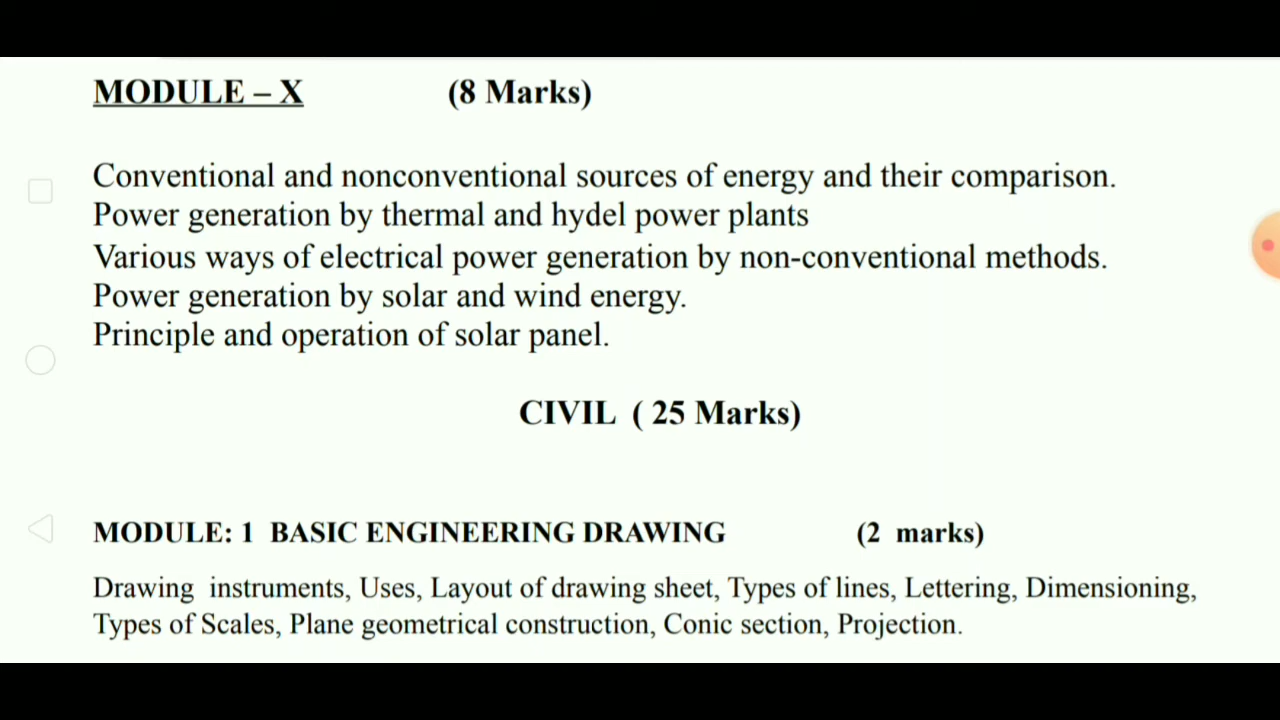 MODULE – X (8 Marks)
Conventional and nonconventional sources of energy and their comparison.
Power generation by thermal and hydel power plants
Various ways of electrical power generation by non-conventional methods.
Power generation by solar and wind energy.
Principle and operation of solar panel.
CIVIL ( 25 Marks)
MODULE: 1 BASIC ENGINEERING DRAWING (2 marks)
Drawing instruments, Uses, Layout of drawing sheet, Types of lines, Lettering, Dimensioning,
Types of Scales, Plane geometrical construction, Conic section, Projection.